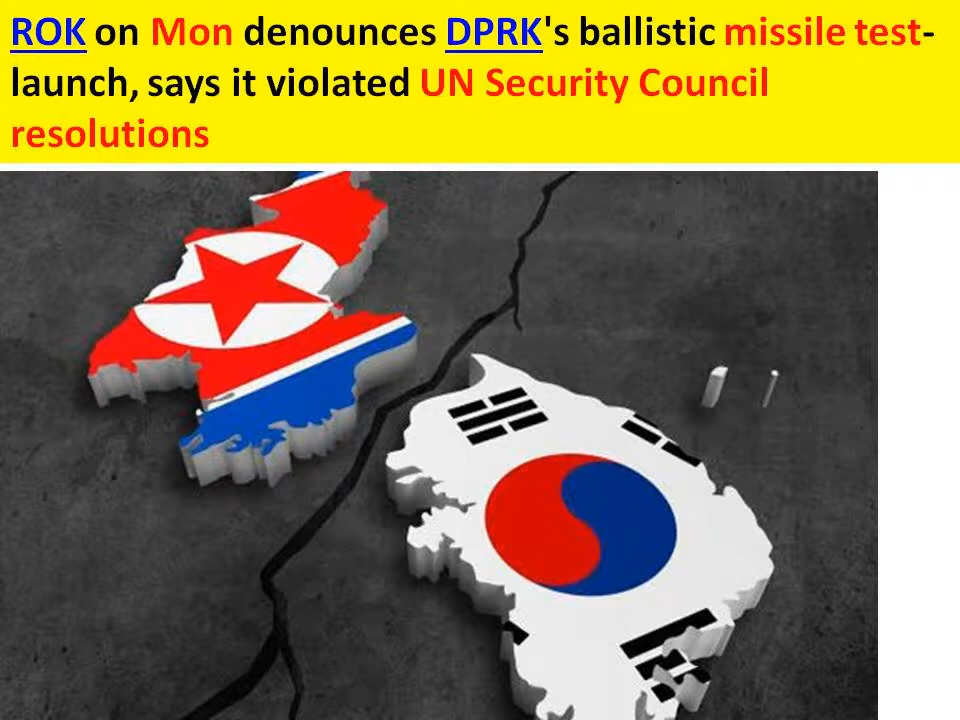 ROK on Mon denounces DPRK's ballistic missile test-
launch, says it violated UN Security Council
resolutions